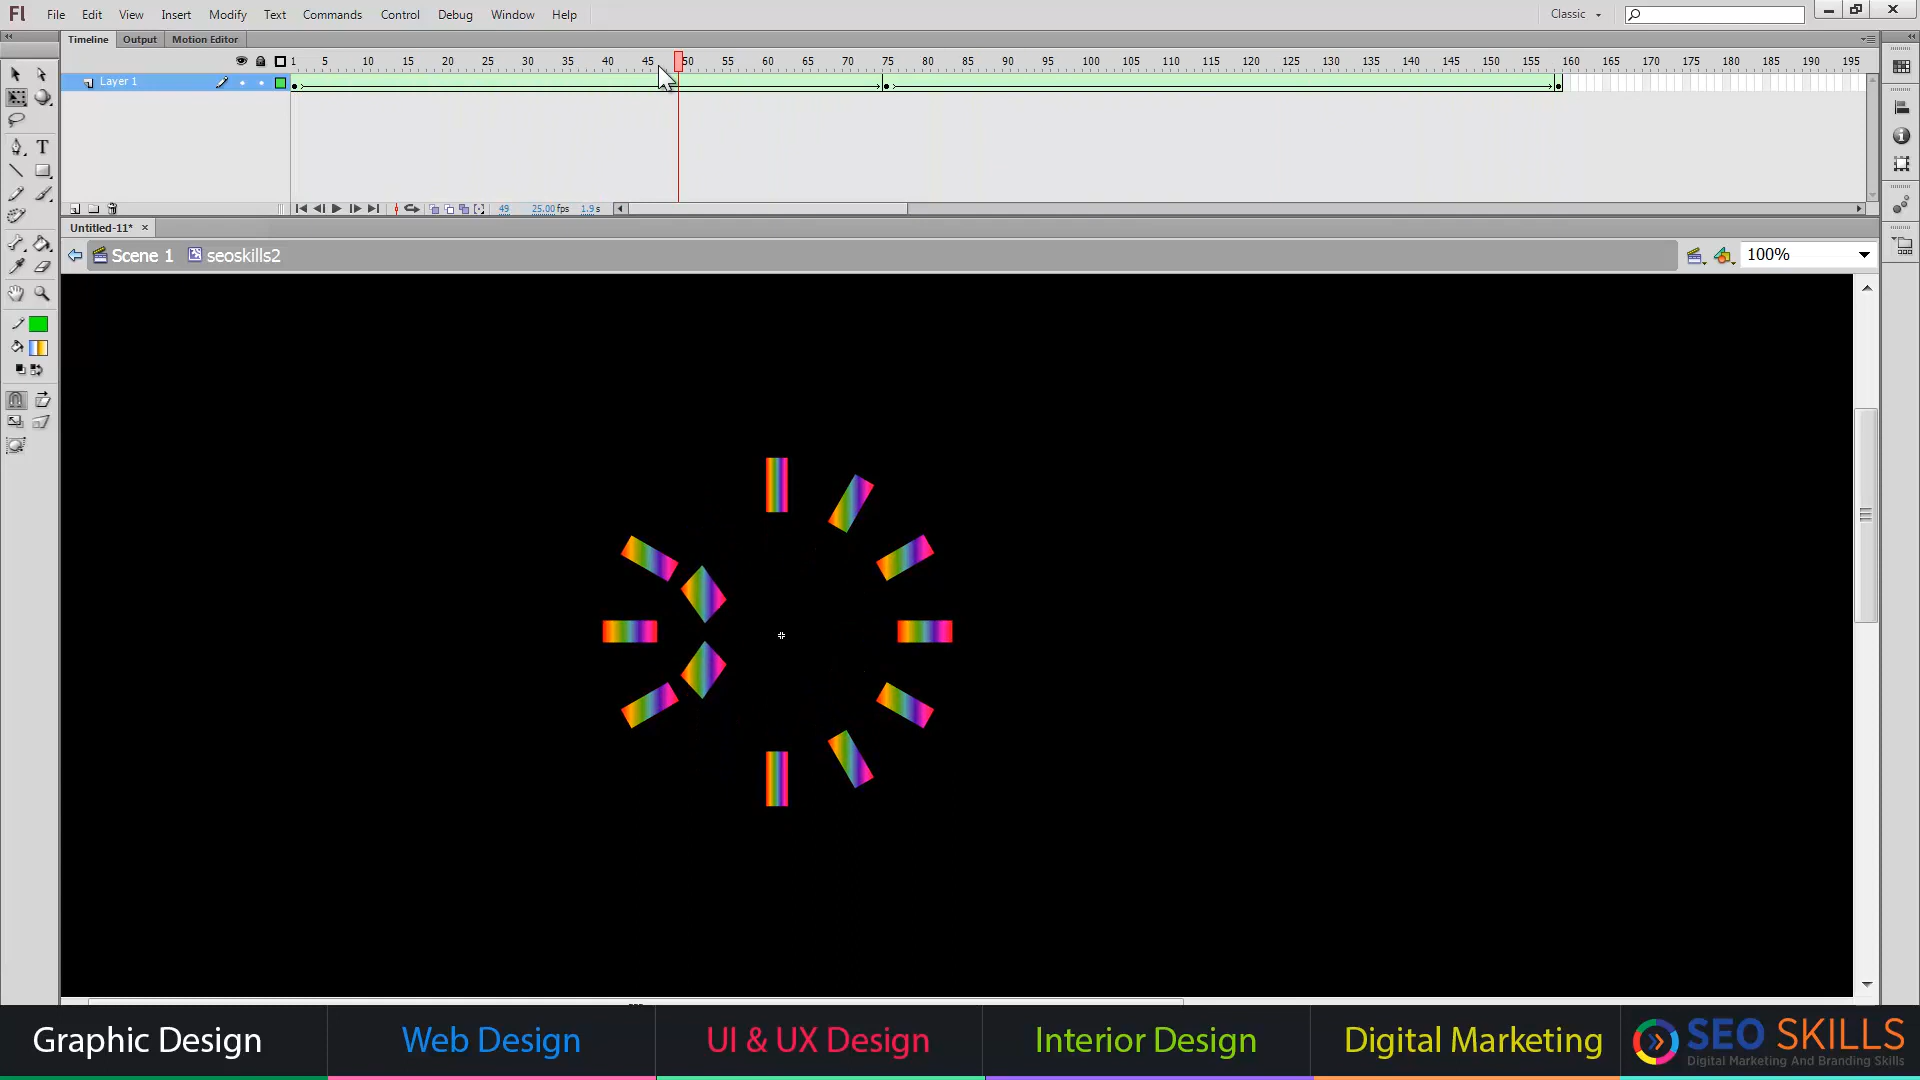 Fl File Edit View Insert Modify Text Commands Control Debug Window Help Classic
Timeline Output Motion Editor
1 5 10 15 20 25 30 35 40 45 50 55 60 65 70 75 80 85 90 95 100 105 110 115 120 125 130 135 140 145 150 155 160 165 170 175 180 185 190 195
Layer 1
T
49 25.00 fps 1.9 s
Untitled-11*
Scene 1 seoskills2 100%
Graphic Design Web Design UI & UX Design Interior Design Digital Marketing SEO SKILLS
Digital Marketing And Branding Skills